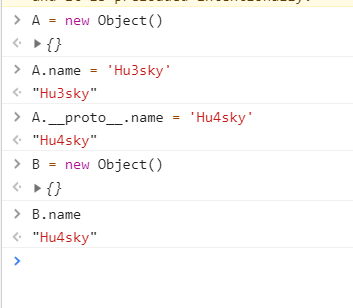 and it is preloaded intentionally.
> A = new Object()
<· ▶{}
> A.name = 'Hu3sky'
<· "Hu3sky"
> A.__proto__.name = 'Hu4sky'
<· "Hu4sky"
> B = new Object()
<· ▶{}
> B.name
<· "Hu4sky"
>